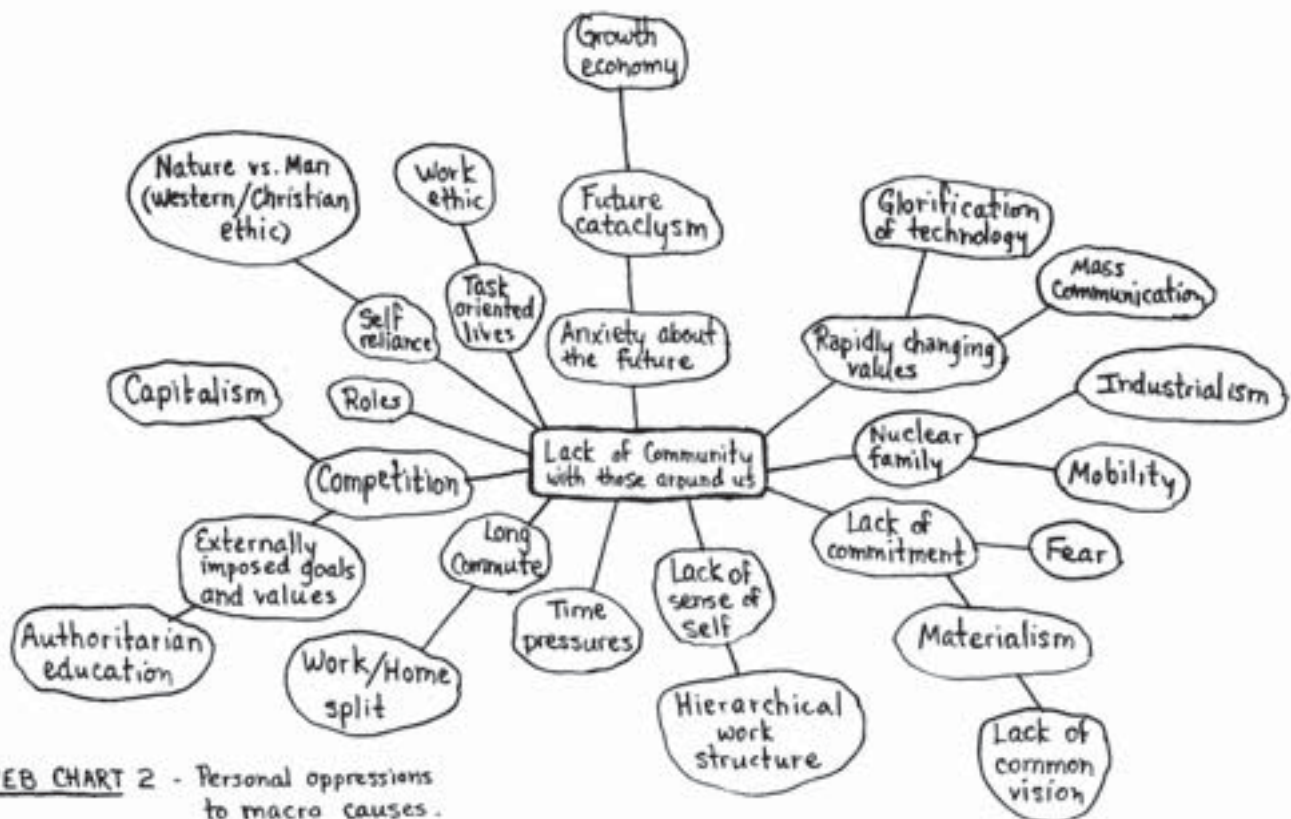 Growth
economy
Nature vs. Man
(Western/Christian
ethic)
Work
ethic
Future
cataclysm
Glorification
of technology
Mass
communication
Self
reliance
Task
oriented
lives
Anxiety about
the future
Rapidly changing
values
Capitalism
Roles
Industrialism
Nuclear
family
Lack of Community
with those around us
Competition
Mobility
Externally
imposed goals
and values
Long
Commute
Lack of
commitment
Fear
Time
pressures
Lack of
sense of
self
Authoritarian
education
Work/Home
split
Materialism
Hierarchical
work
structure
Lack of
common
vision
EB CHART 2 - Personal oppressions
to macro causes.